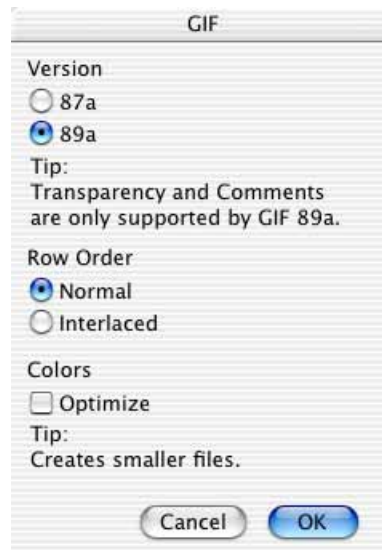 GIF
Version
87a
89a
Tip:
Transparency and Comments
are only supported by GIF 89a.
Row Order
Normal
Interlaced
Colors
Optimize
Tip:
Creates smaller files.
Cancel OK